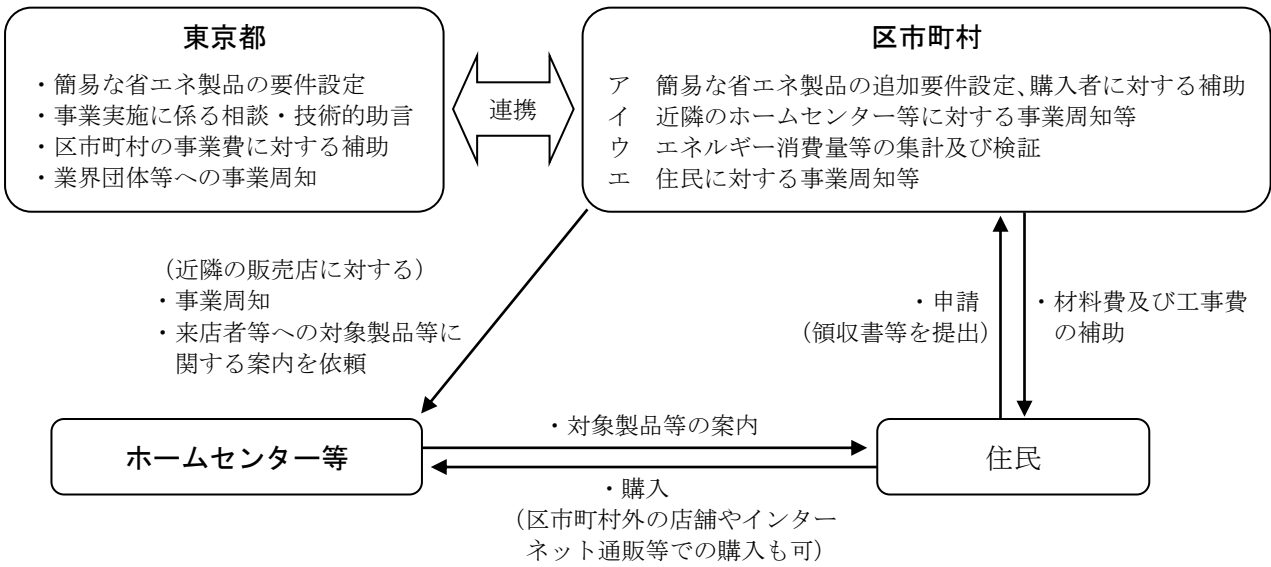 東京都
・簡易な省エネ製品の要件設定
・事業実施に係る相談・技術的助言
・区市町村の事業費に対する補助
・業界団体等への事業周知
連携
区市町村
ア 簡易な省エネ製品の追加要件設定、購入者に対する補助
イ 近隣のホームセンター等に対する事業周知等
ウ エネルギー消費量等の集計及び検証
エ 住民に対する事業周知等
（近隣の販売店に対する）
・事業周知
・来店者等への対象製品等に
関する案内を依頼
・申請
（領収書等を提出）
・材料費及び工事費
の補助
ホームセンター等
・対象製品等の案内
住民
・購入
（区市町村外の店舗やインター
ネット通販等での購入も可）